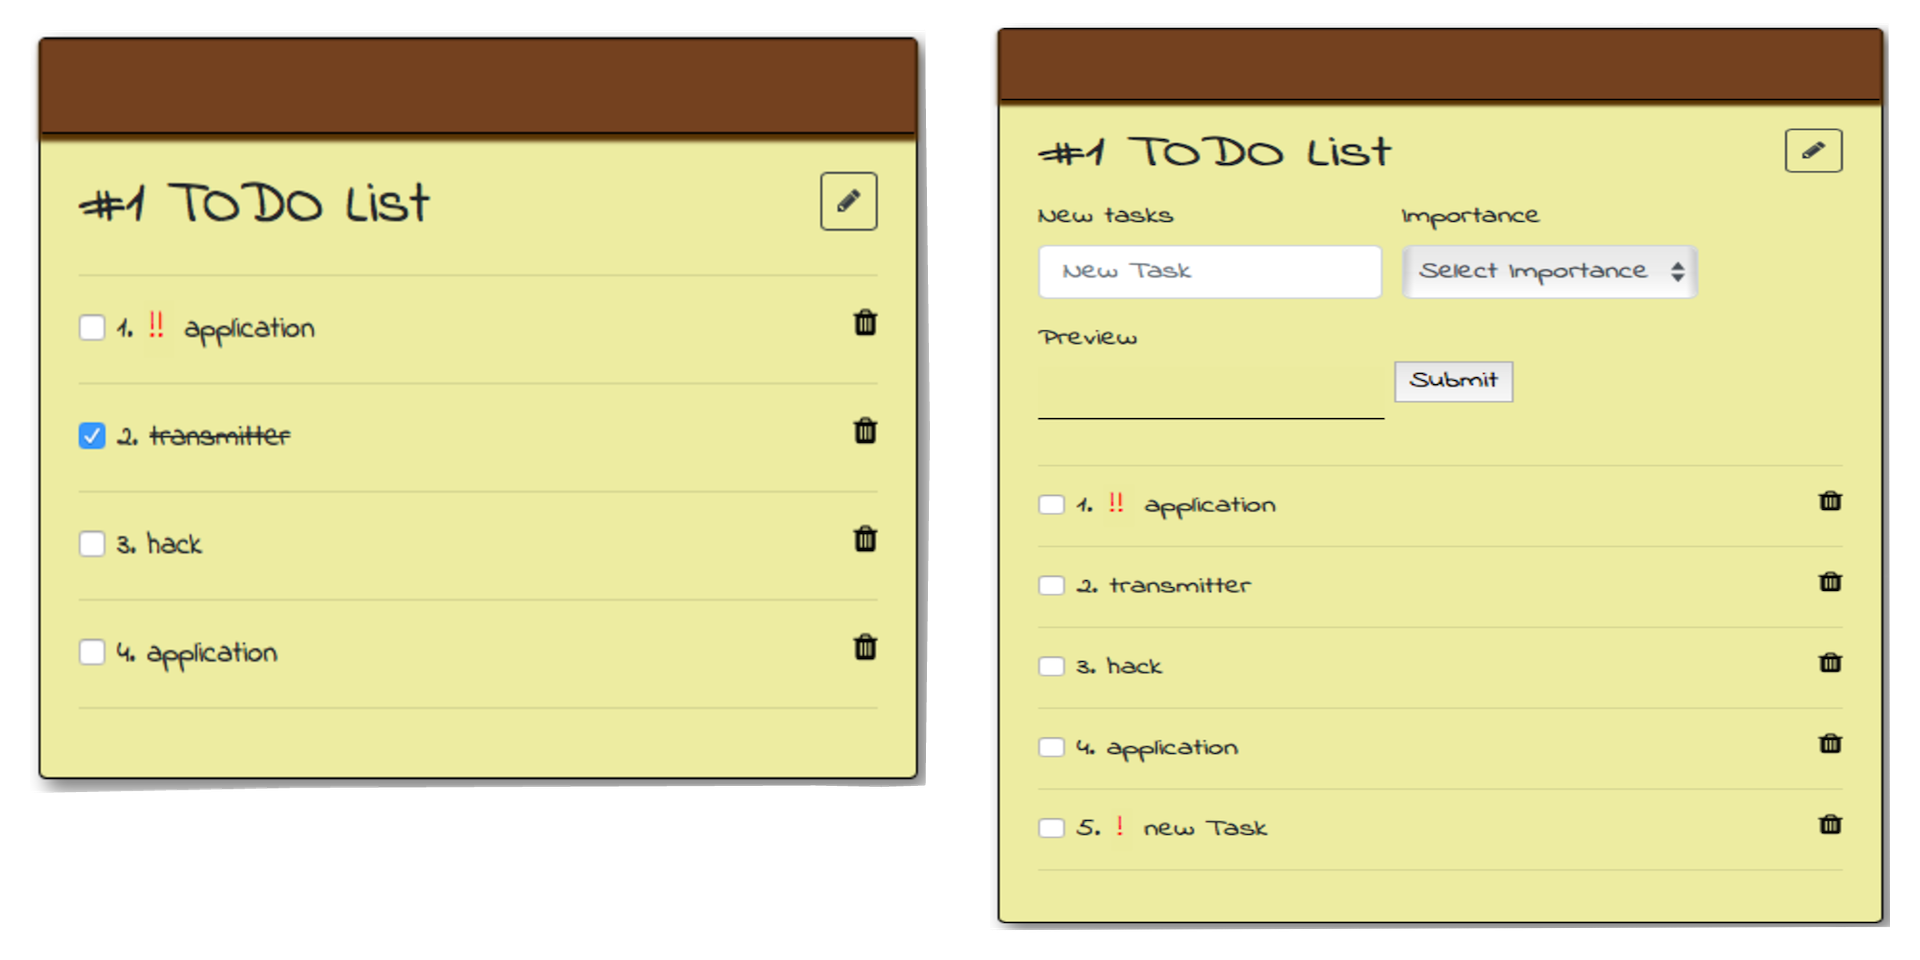 #1 TODO List
1. !! application
2. transmitter
3. hack
4. application
#1 TODO List
New tasks Importance
New Task Select Importance
Preview
Submit
1. !! application
2. transmitter
3. hack
4. application
5. ! new Task